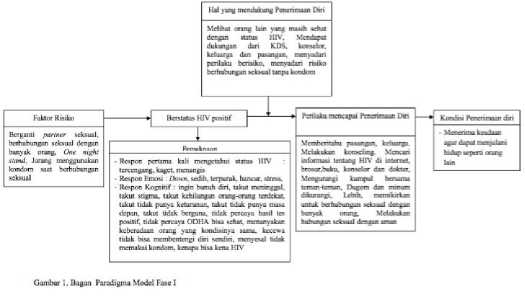 Hal yang mendukung Penerimaan Diri
Melihat orang lain yang masih sehat
dengan status HIV, Mendapat
dukungan dari KDS, konselor,
keluarga dan pasangan, menyadari
perilaku berisiko, menyadari risiko
berhubungan seksual tanpa kondom
Faktor Risiko
Berganti partner seksual,
berhubungan seksual dengan
banyak orang, One night
stand, Jarang menggunakan
kondom saat berhubungan
seksual
Berstatus HIV positif
Pemaknaan
- Respon pertama kali mengetahui status HIV :
tercengang, kaget, menangis
- Respon Emosi Down, sedih, terpuruk, hancur, stress,
- Respon Kognitif : ingin bunuh diri, takut meninggal,
takut stigma, takut kehilangan orang-orang terdekat,
takut tidak punya keturunan, takut tidak punya masa
depan, takut tidak berguna, tidak percaya hasil tes
positif, tidak percaya ODHA bisa sehat, menanyakan
keberadaan orang yang kondisinya sama, kecewa
tidak bisa membentengi diri sendiri, menyesal tidak
memakai kondom, kenapa bisa kena HIV
Perilaku mencapai Penerimaan Diri
Memberitahu pasangan, keluarga,
Melakukan konseling, Mencari
informasi tentang HIV di internet,
brosur,buku, konselor dan dokter,
Mengurangi kumpul bersama
teman-teman, Dugem dan minum
dikurangi, Lebih, memikirkan
untuk berhubungan seksual dengan
banyak orang, Melakukan
hubungan seksual dengan aman
Kondisi Penerimaan diri
- Menerima keadaan
agar dapat menjalani
hidup seperti orang
lain
Gambar 1. Bagan Paradigma Model Fase I